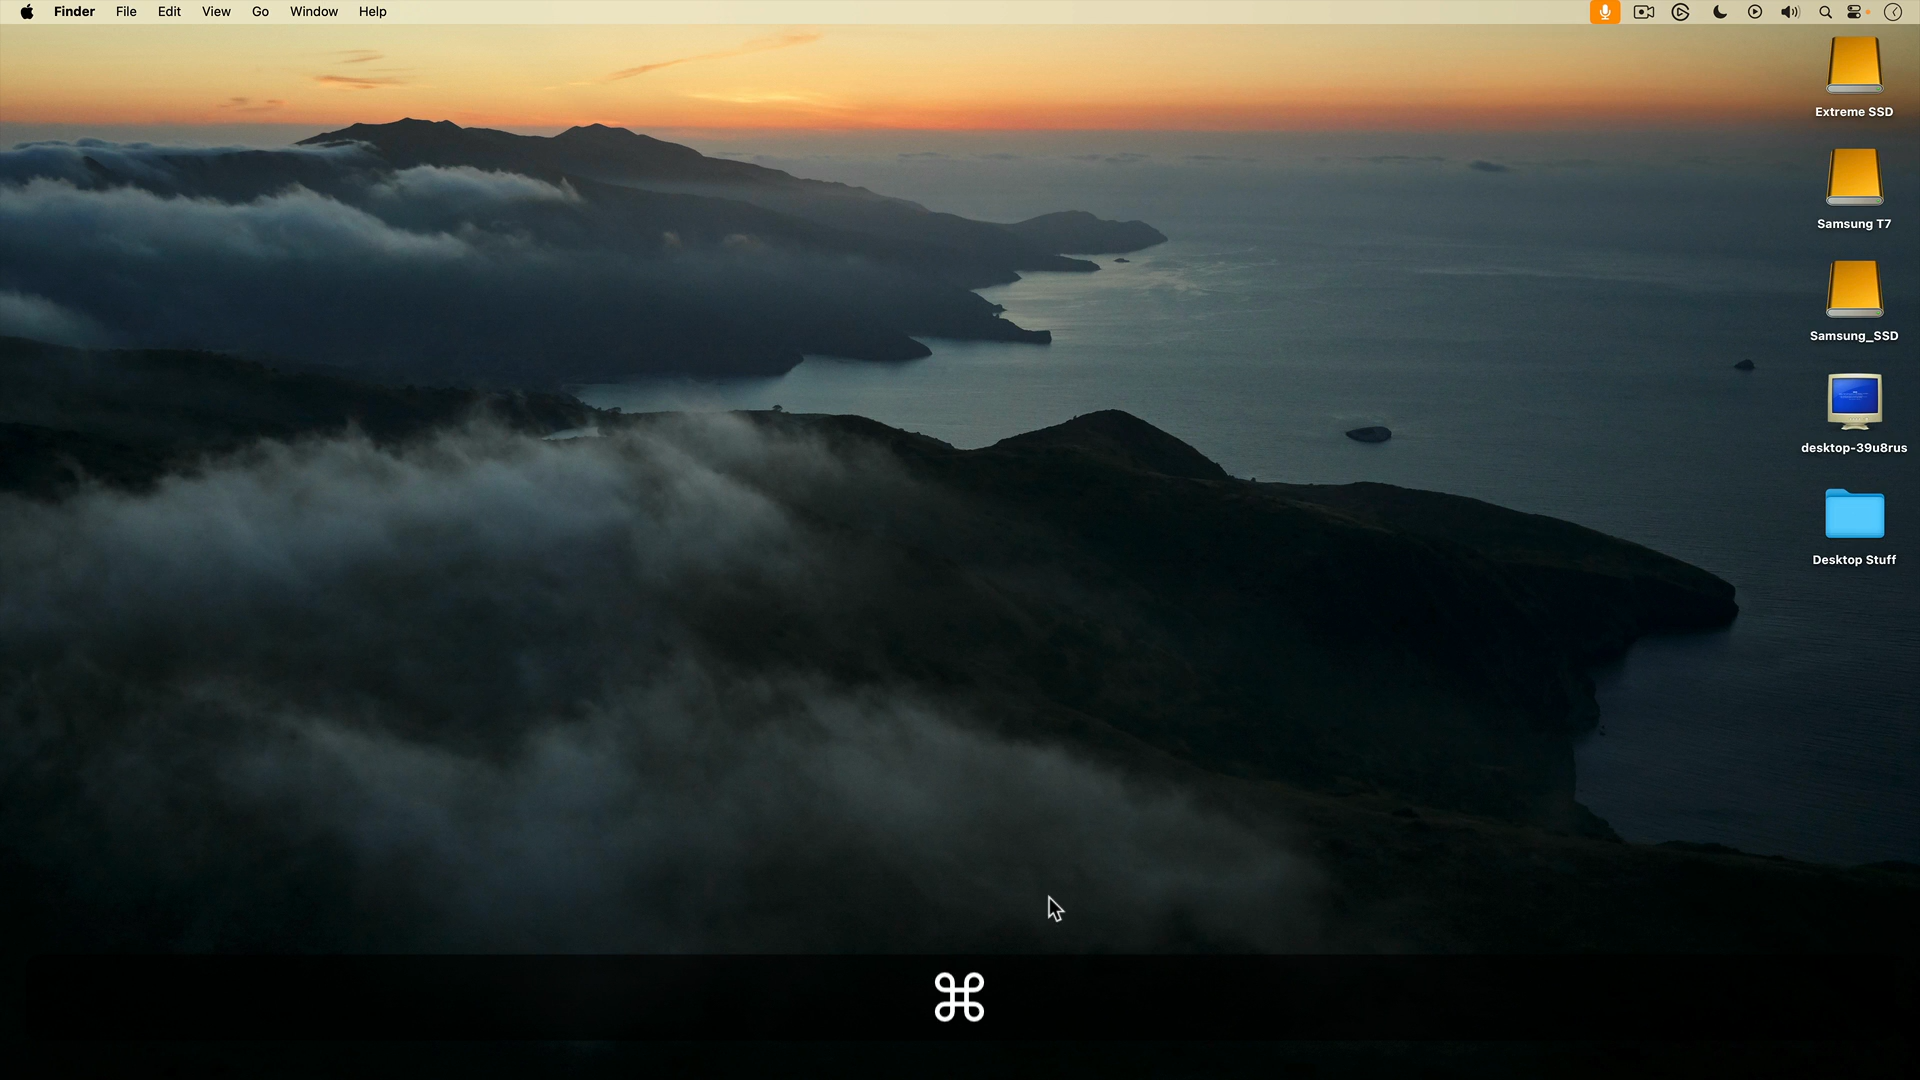 Finder File Edit View Go Window Help
Extreme SSD
Samsung T7
Samsung_SSD
desktop-39u8rus
Desktop Stuff
⌘